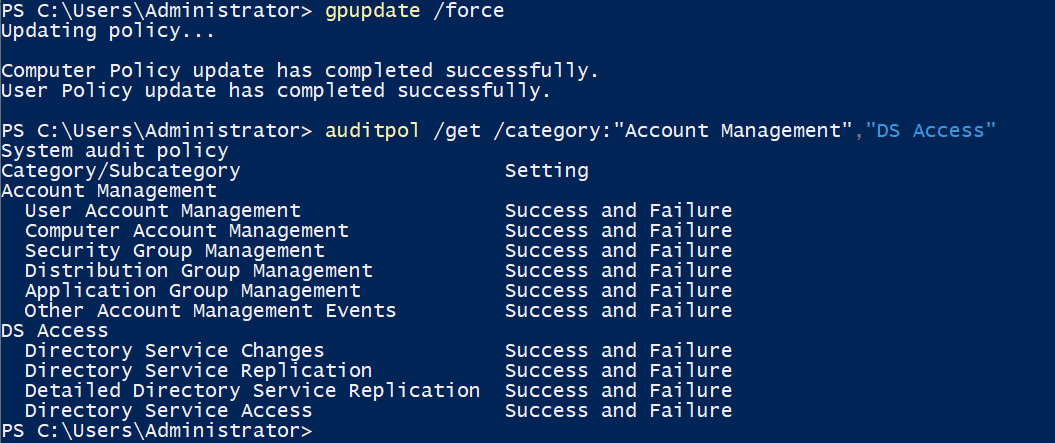 PS C:\Users\Administrator> gpupdate /force
Updating policy...
Computer Policy update has completed successfully.
User Policy update has completed successfully.
PS C:\Users\Administrator> auditpol /get /category:"Account Management","DS Access"
System audit policy
Category/Subcategory                      Setting
Account Management
  User Account Management                 Success and Failure
  Computer Account Management             Success and Failure
  Security Group Management               Success and Failure
  Distribution Group Management           Success and Failure
  Application Group Management            Success and Failure
  Other Account Management Events         Success and Failure
DS Access
  Directory Service Changes               Success and Failure
  Directory Service Replication           Success and Failure
  Detailed Directory Service Replication  Success and Failure
  Directory Service Access                Success and Failure
PS C:\Users\Administrator>